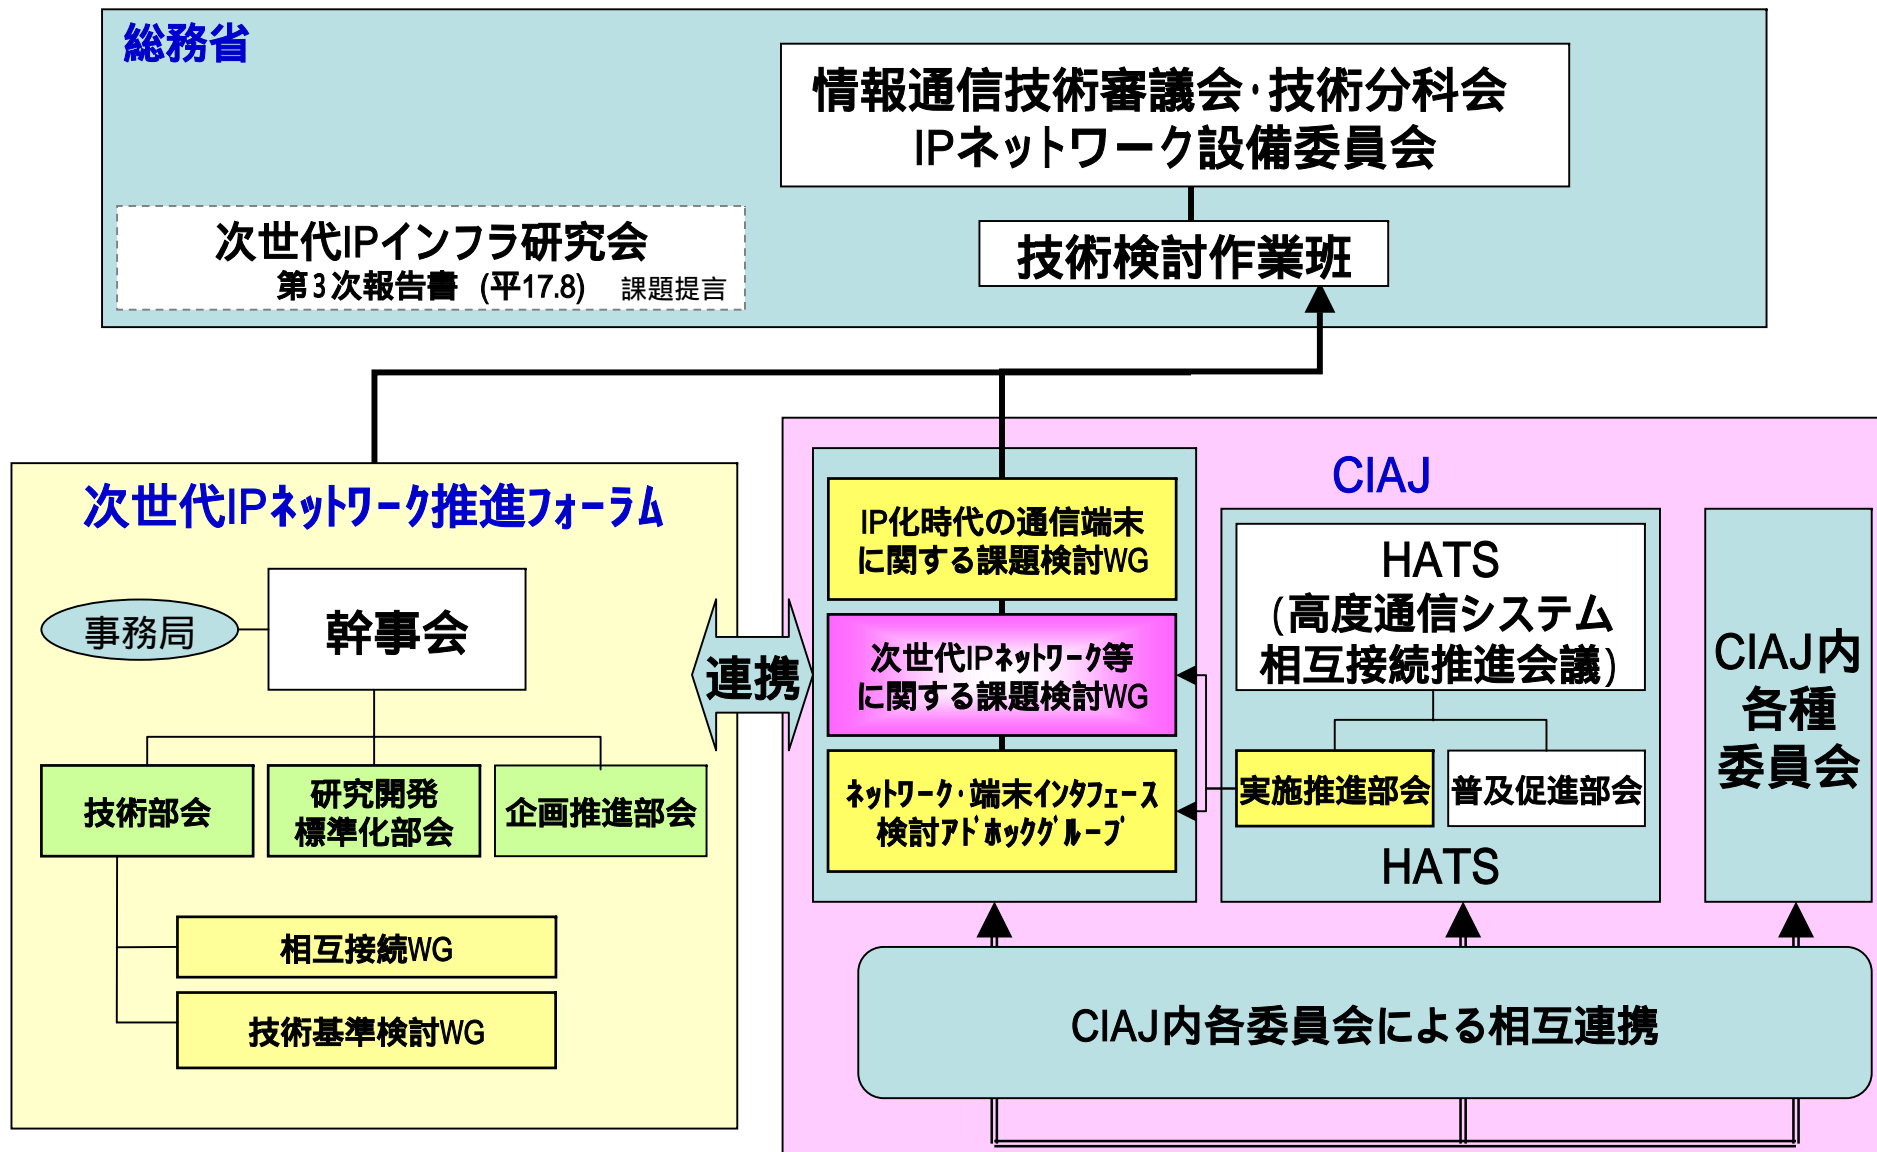 総務省
情報通信技術審議会・技術分科会
IPネットワーク設備委員会
次世代IPインフラ研究会
第3次報告書 (平17.8) 課題提言
技術検討作業班
次世代IPネットワーク推進フォーラム
事務局
幹事会
技術部会
研究開発
標準化部会
企画推進部会
相互接続WG
技術基準検討WG
連携
CIAJ
IP化時代の通信端末
に関する課題検討WG
次世代IPネットワーク等
に関する課題検討WG
ネットワーク・端末インタフェース
検討アドホックグループ
HATS
(高度通信システム
相互接続推進会議)
実施推進部会
普及促進部会
HATS
CIAJ内
各種
委員会
CIAJ内各委員会による相互連携